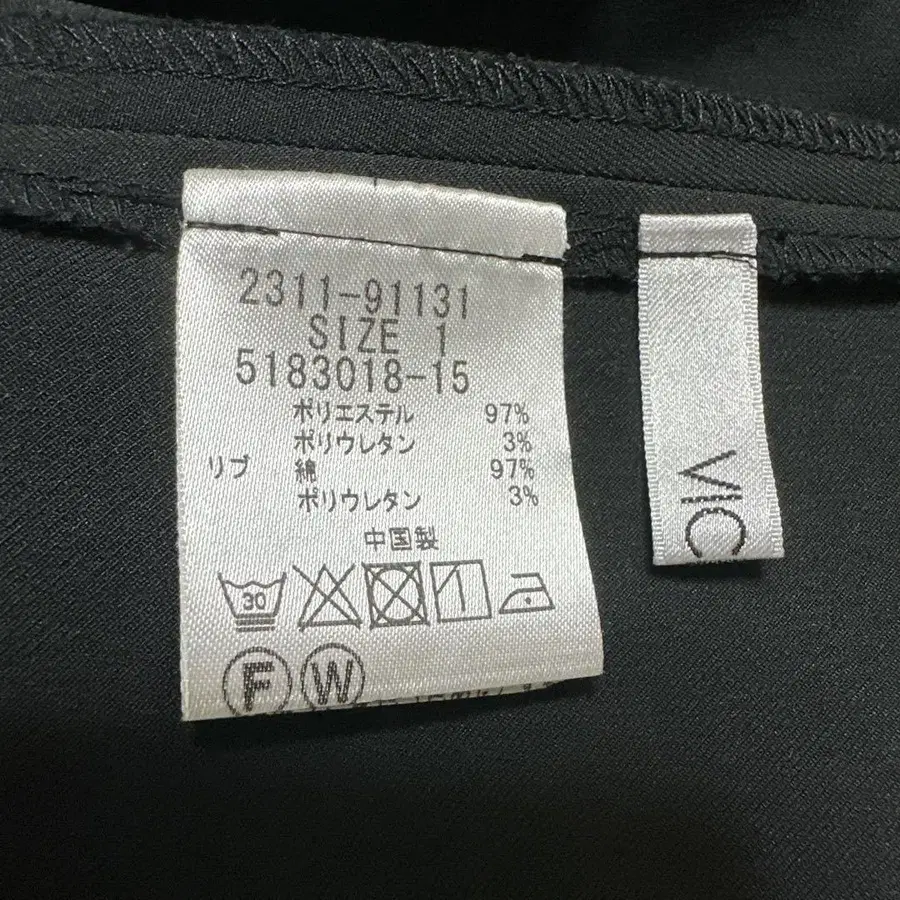 2311-91131
SIZE 1
5183018-15
ポリエステル 97%
ポリウレタン 3%
リブ 綿 97%
ポリウレタン 3%
中国製
30
F W
VIC